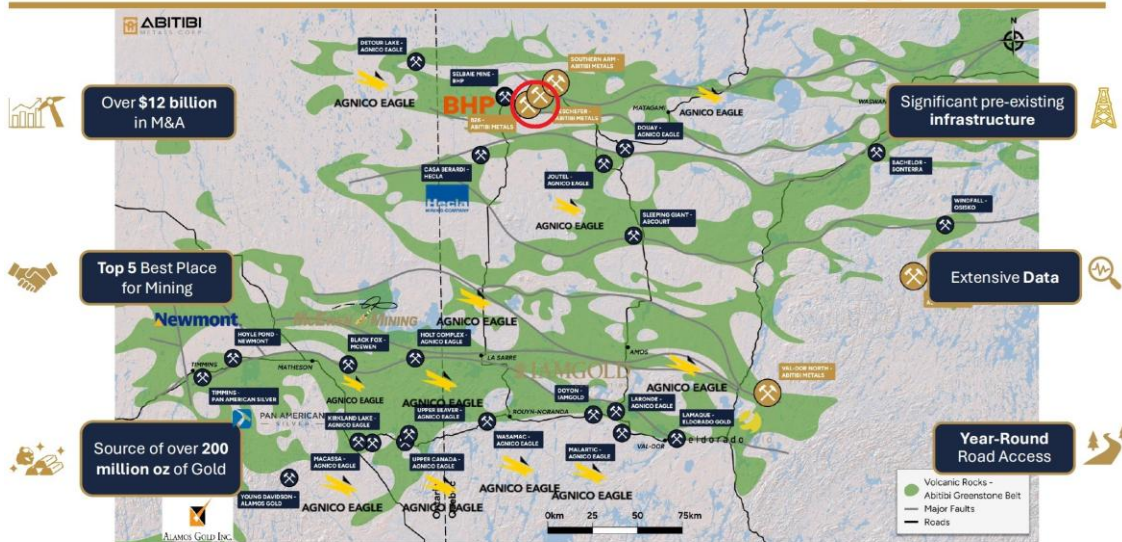 ABITIBI
METALS CORP
N
DETOUR LAKE -
AGNICO EAGLE
AGNICO EAGLE
SELBAIE MINE -
BHP
BHP
SOUTHERN ARM -
ABITIBI METALS
B26 -
ABITIBI METALS
ABITIBI METALS
MATAGAMI
AGNICO EAGLE
Over $12 billion
in M&A
Significant pre-existing
infrastructure
CASA BERARDI -
HECLA
Hecla
MINING COMPANY
DOUAY -
AGNICO EAGLE
JOUTEL -
AGNICO EAGLE
AGNICO EAGLE
BACHELOR -
SONTERRA
SLEEPING GIANT -
ABCOURT
WINDFALL -
OSISKO
Top 5 Best Place
for Mining
Extensive Data
Newmont
MINING
AGNICO EAGLE
HOYLE POND -
NEWMONT
BLACK FOX -
MCEWEN
HOLT COMPLEX -
AGNICO EAGLE
LA SARRE
AMOS
IAMGOLD
TIMMINS
MATHESON
AGNICO EAGLE
AGNICO EAGLE
AGNICO EAGLE
VAL-DOR NORTH -
ABITIBI METALS
TIMMINS -
PAN AMERICAN SILVER
PAN AMERICAN
SILVER
KIRKLAND LAKE -
AGNICO EAGLE
UPPER BEAVER -
AGNICO EAGLE
ROUYN-NORANDA
DOYON -
IAMGOLD
LARONDE -
AGNICO EAGLE
LAMAQUE -
ELDORADO GOLD
eldorado
Source of over 200
million oz of Gold
MACASSA -
AGNICO EAGLE
UPPER CANADA -
AGNICO EAGLE
WASAMAC -
AGNICO EAGLE
MALARTIC -
AGNICO EAGLE
VAL-DOR
Year-Round
Road Access
YOUNG DAVIDSON -
ALAMOS GOLD
AGNICO EAGLE
AGNICO EAGLE
AGNICO EAGLE
AGNICO EAGLE
Ontario
Quebec
ALAMOS GOLD INC.
0km 25 50 75km
Volcanic Rocks -
Abitibi Greenstone Belt
Major Faults
Roads